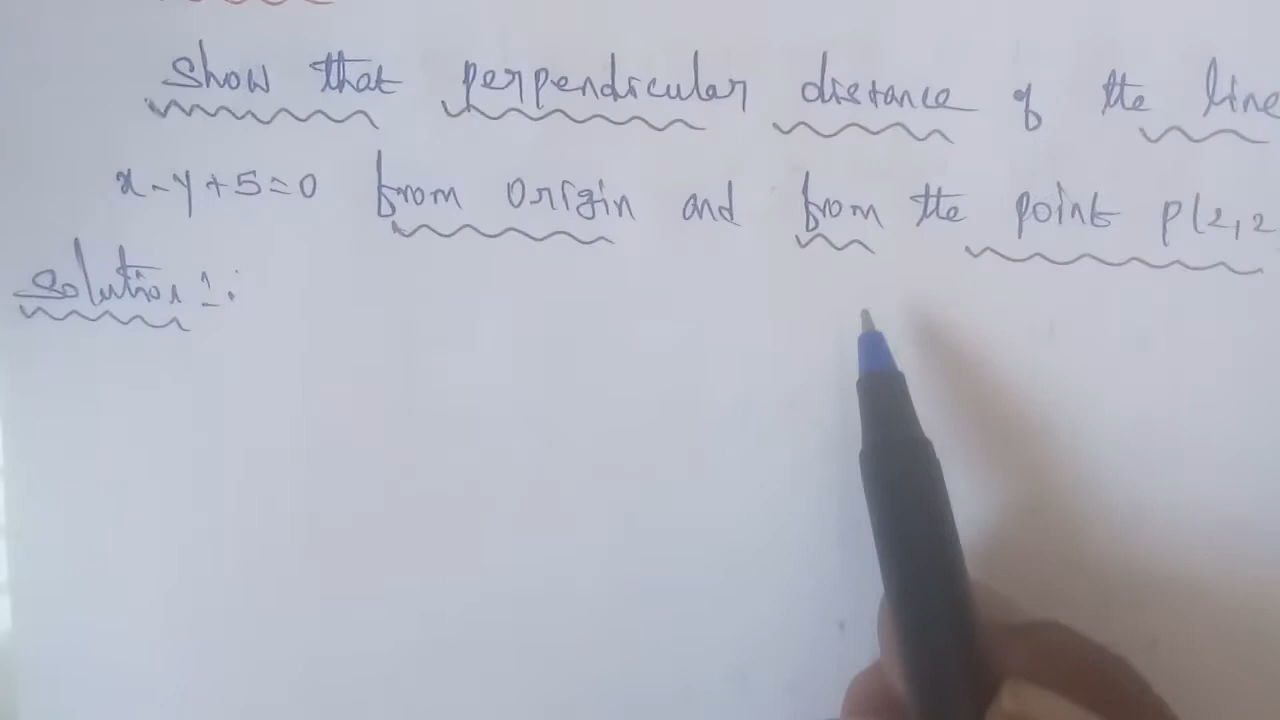 Show that perpendicular distance of the line
x-y+5=0 from origin and from the point P(2,2
Solution:-